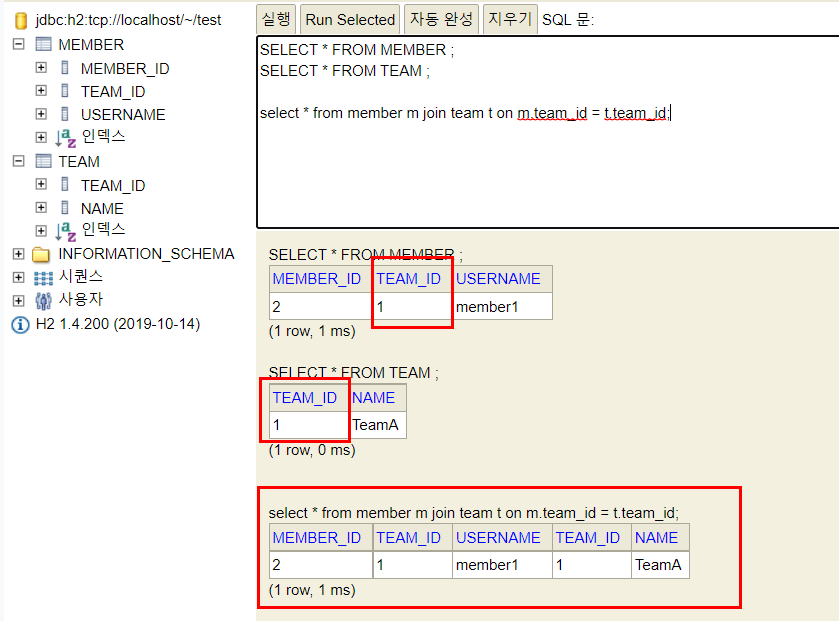 jdbc:h2:tcp://localhost/~/test
MEMBER
MEMBER_ID
TEAM_ID
USERNAME
인덱스
TEAM
TEAM_ID
NAME
인덱스
INFORMATION_SCHEMA
시퀀스
사용자
H2 1.4.200 (2019-10-14)
실행 Run Selected 자동 완성 지우기 SQL 문:
SELECT * FROM MEMBER ;
SELECT * FROM TEAM ;
select * from member m join team t on m.team_id = t.team_id;
SELECT * FROM MEMBER ;
MEMBER_ID TEAM_ID USERNAME
2 1 member1
(1 row, 1 ms)
SELECT * FROM TEAM ;
TEAM_ID NAME
1 TeamA
(1 row, 0 ms)
select * from member m join team t on m.team_id = t.team_id;
MEMBER_ID TEAM_ID USERNAME TEAM_ID NAME
2 1 member1 1 TeamA
(1 row, 1 ms)